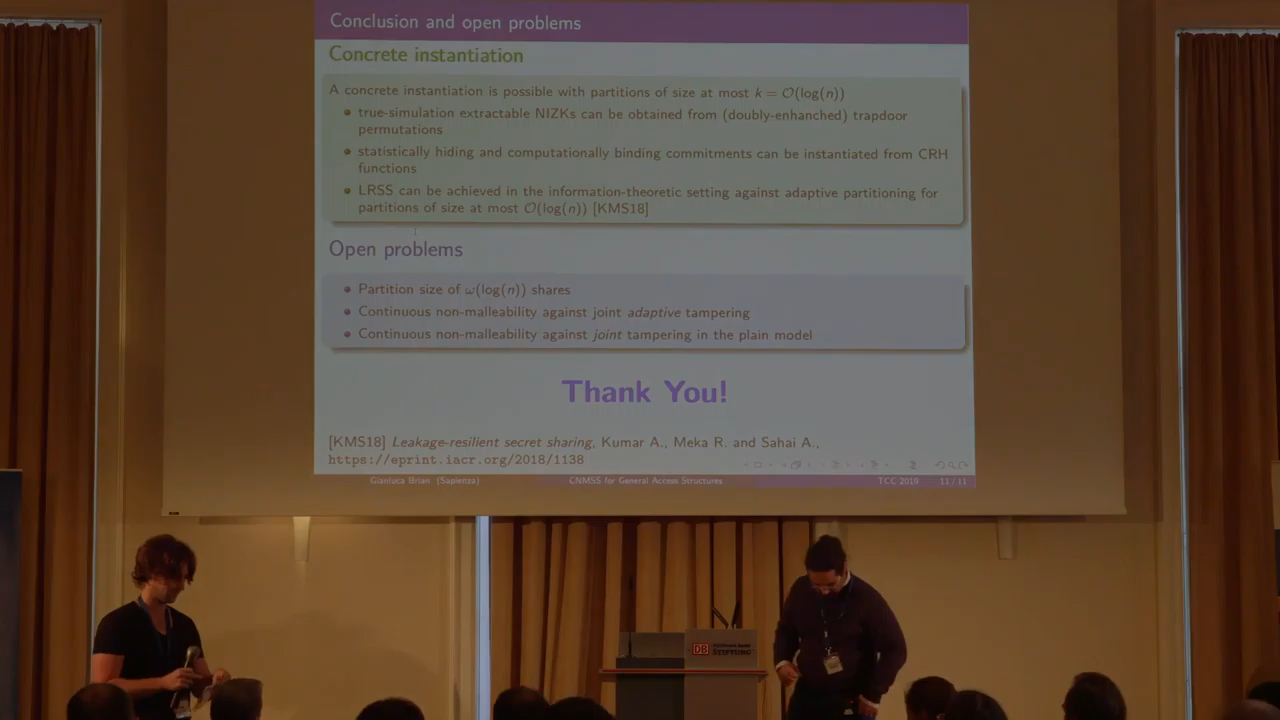 Conclusion and open problems
Concrete instantiation
A concrete instantiation is possible with partitions of size at most k = O(log(n))
true-simulation extractable NIZKs can be obtained from (doubly-enhanched) trapdoor
permutations
statistically hiding and computationally binding commitments can be instantiated from CRH
functions
LRSS can be achieved in the information-theoretic setting against adaptive partitioning for
partitions of size at most O(log(n)) [KMS18]
Open problems
Partition size of ω(log(n)) shares
Continuous non-malleability against joint adaptive tampering
Continuous non-malleability against joint tampering in the plain model
Thank You!
[KMS18] Leakage-resilient secret sharing, Kumar A., Meka R. and Sahai A.,
https://eprint.iacr.org/2018/1138
Gianluca Brian (Sapienza) CNMSS for General Access Structures TCC 2019 11/11
DB
STIFTUNG